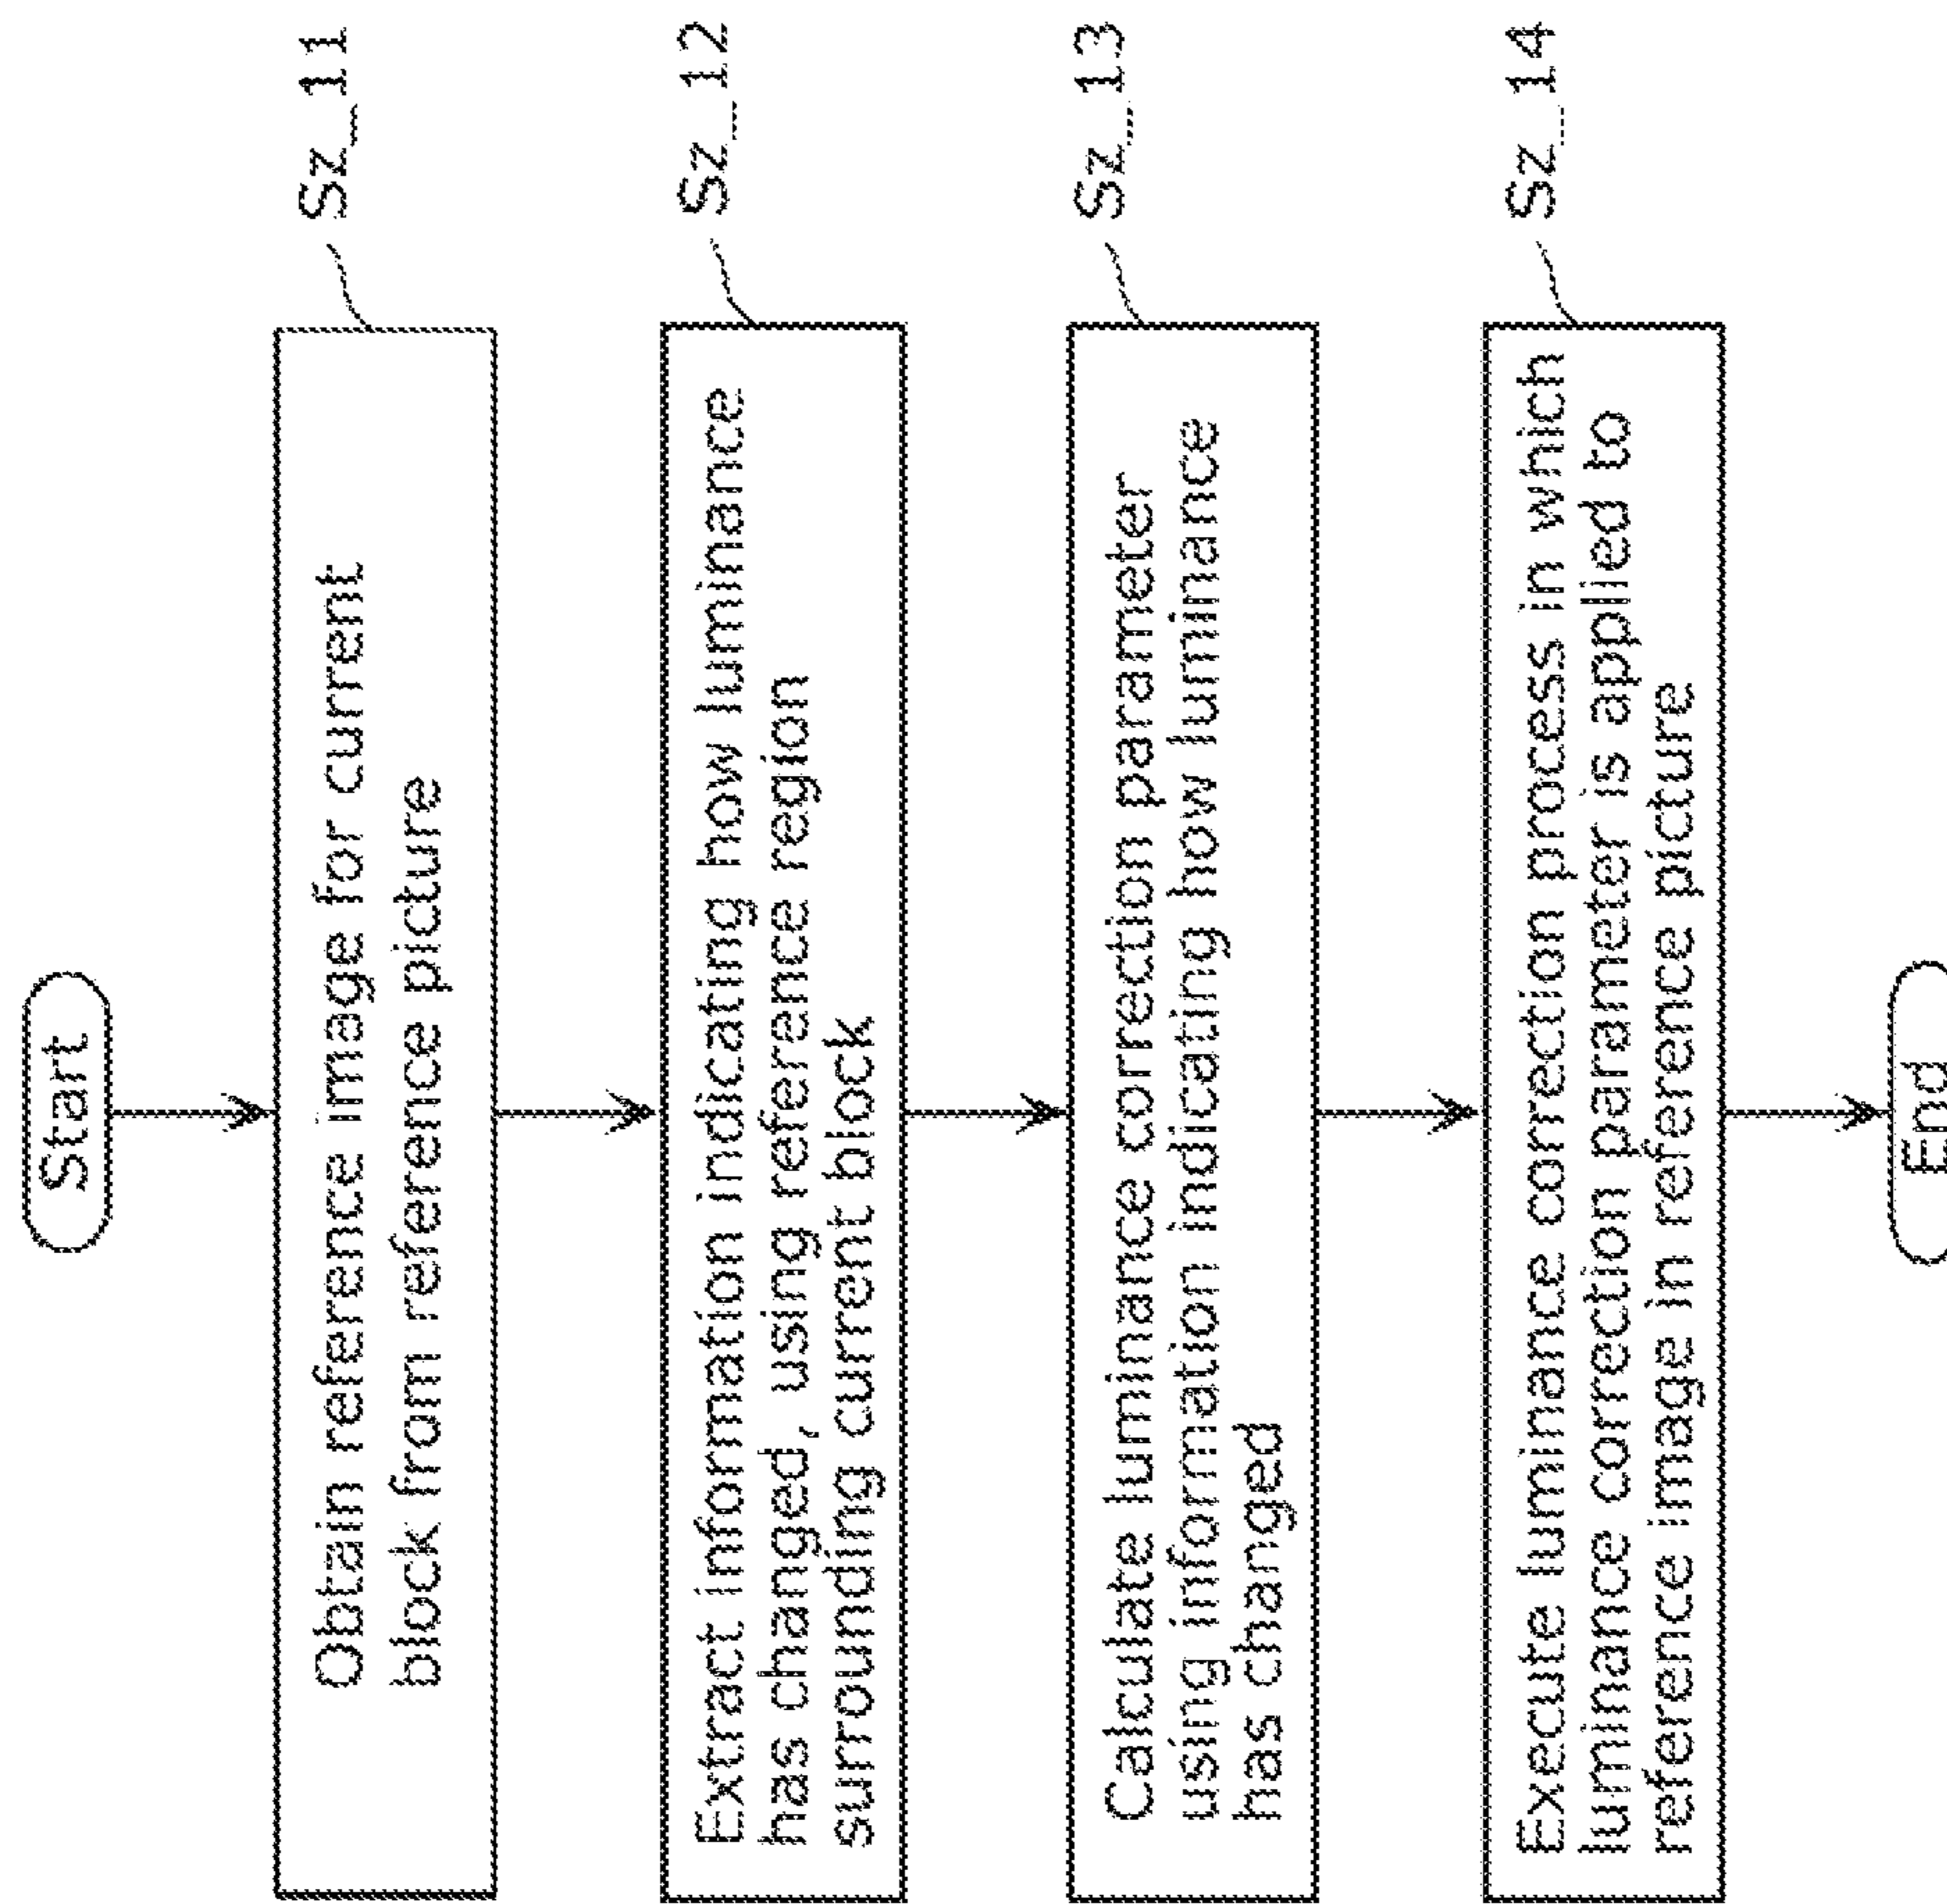 Start
Sz_11
Obtain reference image for current
block from reference picture
Sz_12
Extract information indicating how luminance
has changed, using reference region
surrounding current block
Sz_13
Calculate luminance correction parameter
using information indicating how luminance
has changed
Sz_14
Execute luminance correction process in which
luminance correction parameter is applied to
reference image in reference picture
End